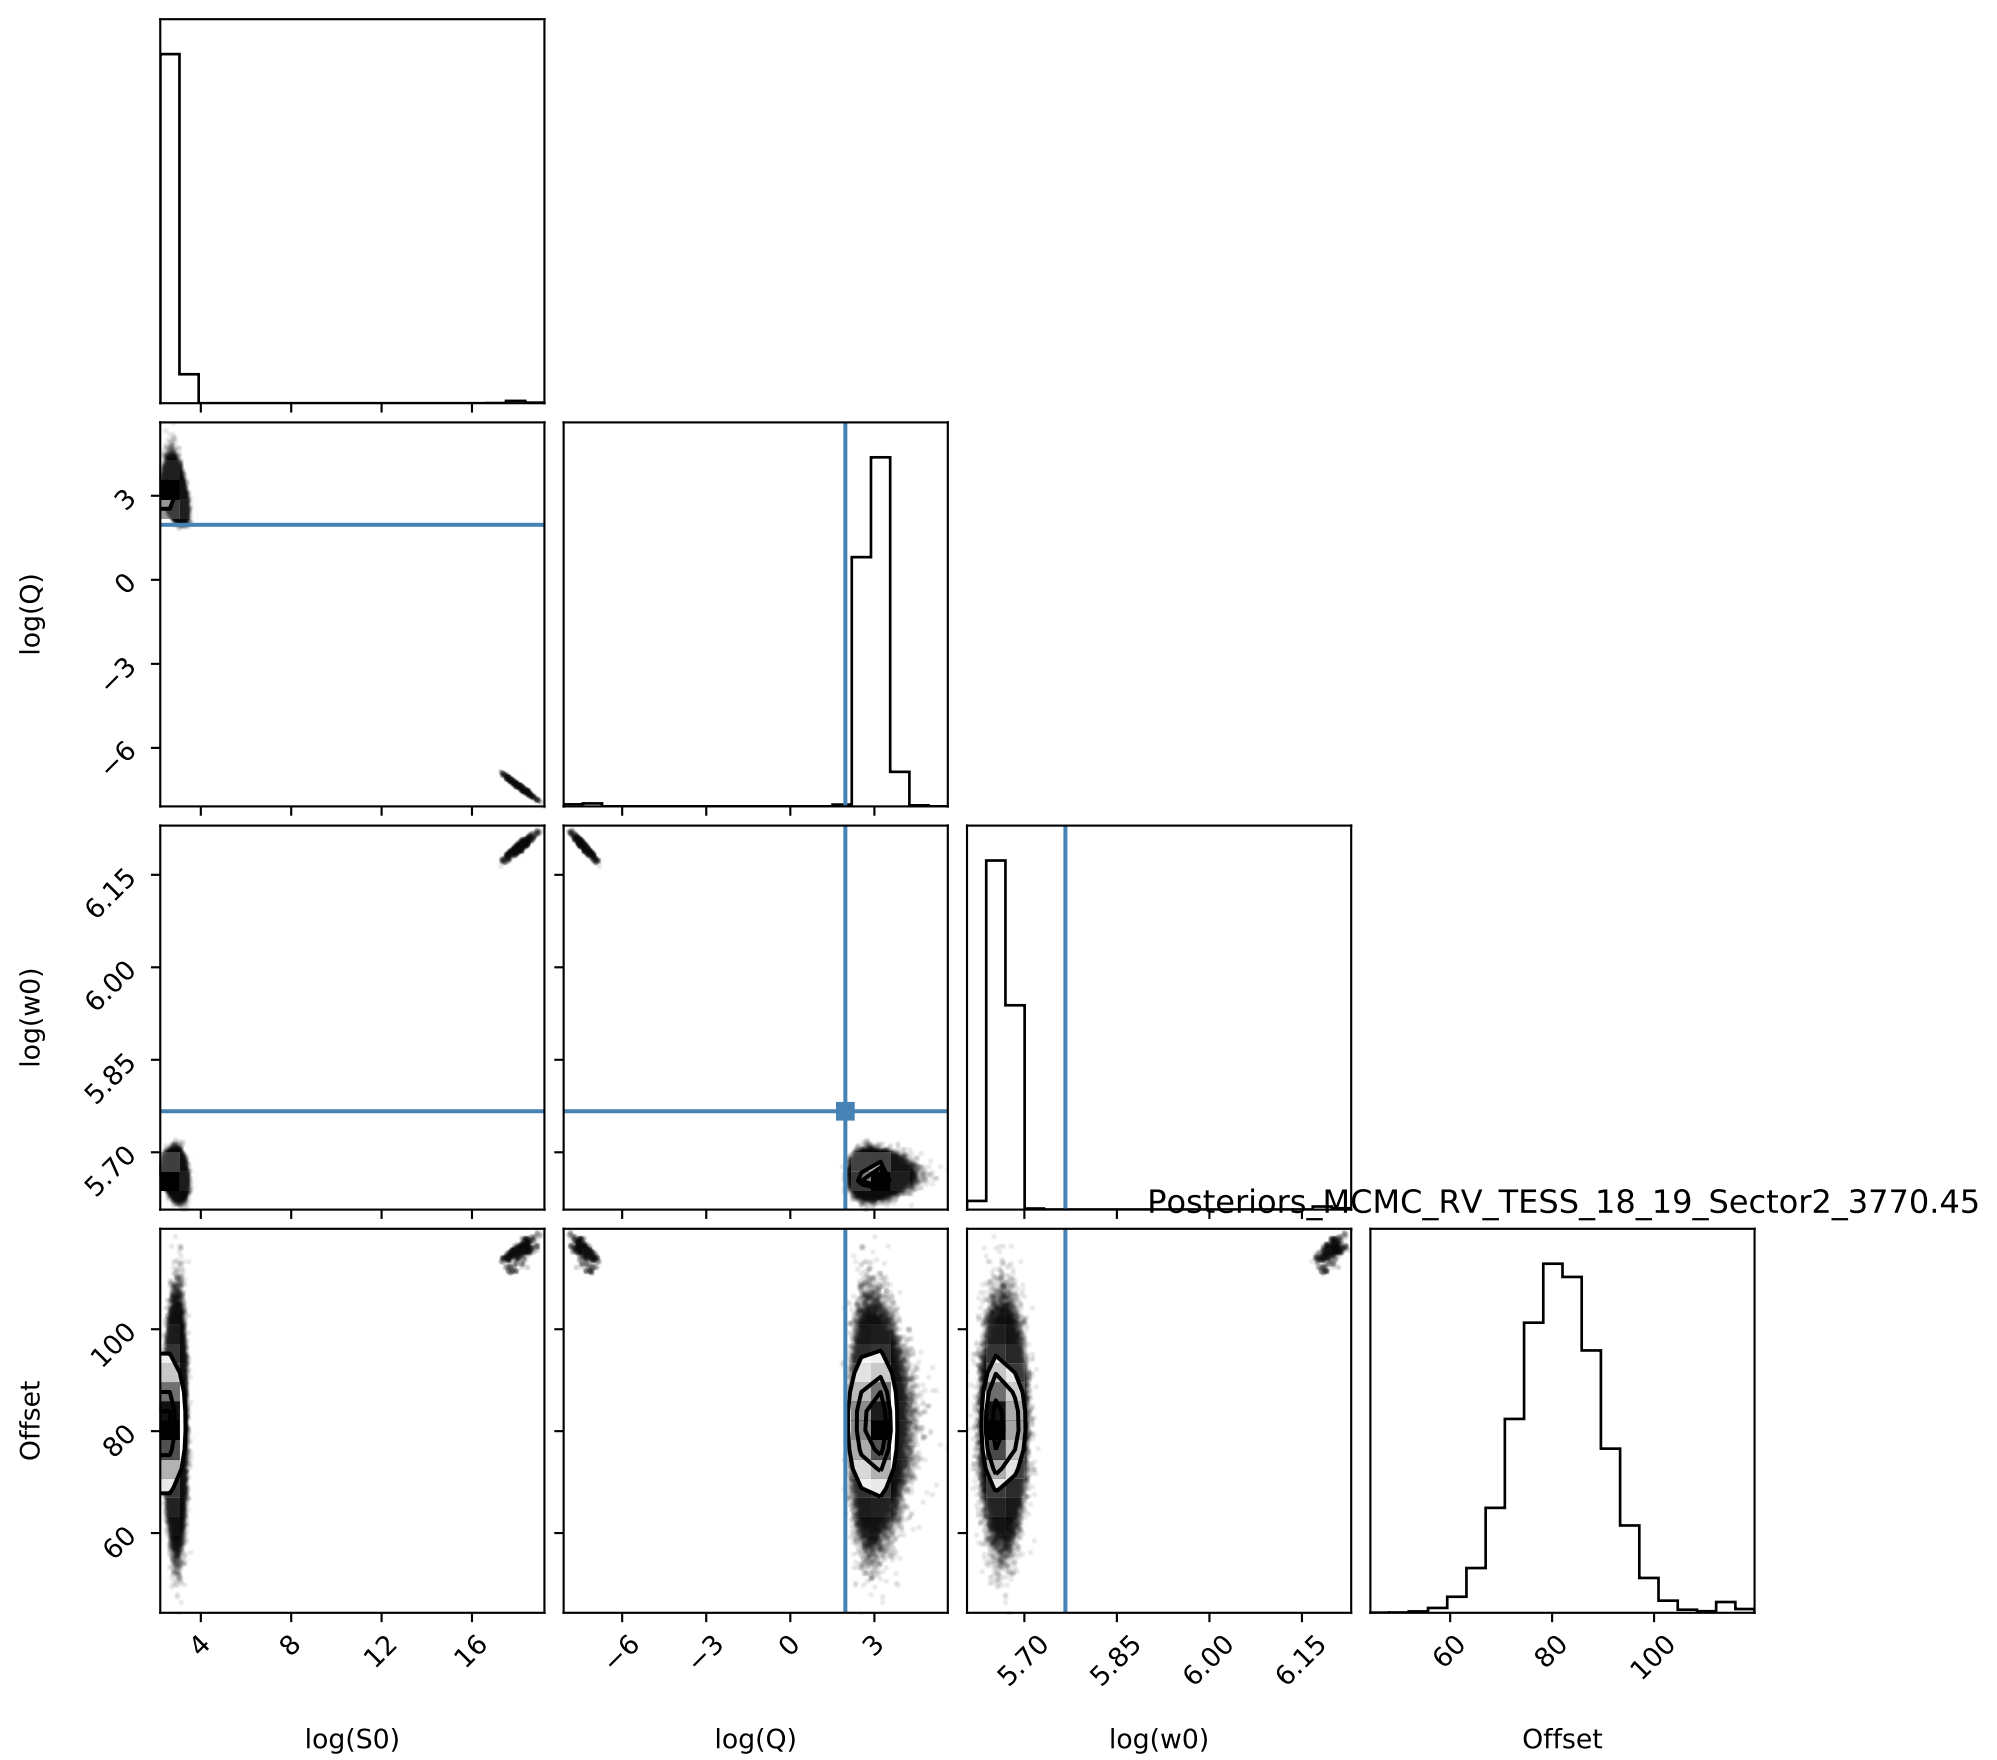 3
0
−3
−6
log(Q)
6.15
6.00
5.85
5.70
log(w0)
Posteriors_MCMC_RV_TESS_18_19_Sector2_3770.45
100
80
60
Offset
4 8 12 16
−6 −3 0 3
5.70 5.85 6.00 6.15
60 80 100
log(S0)
log(Q)
log(w0)
Offset